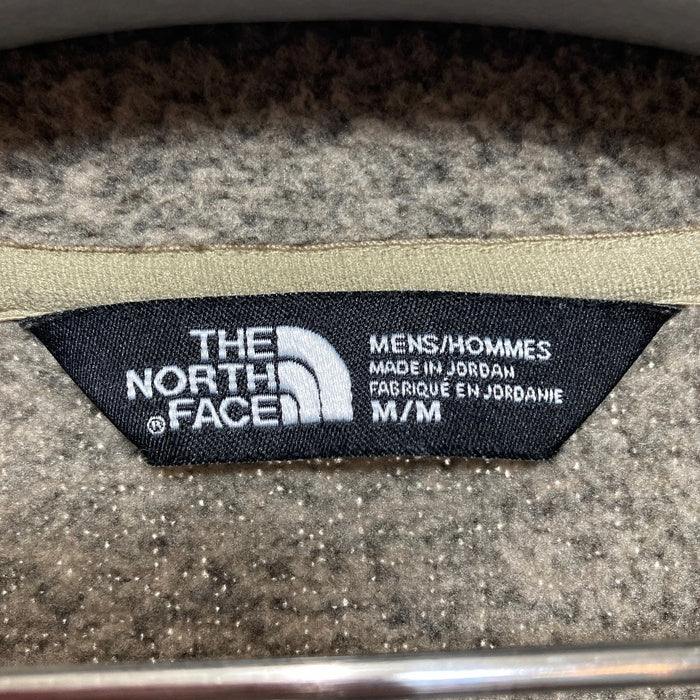 THE
NORTH
® FACE
MENS/HOMMES
MADE IN JORDAN
FABRIQUÉ EN JORDANIE
M/M